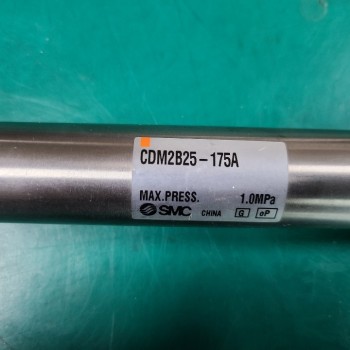 CDM2B25-175A
MAX.PRESS. 1.0MPa
SMC CHINA G oP